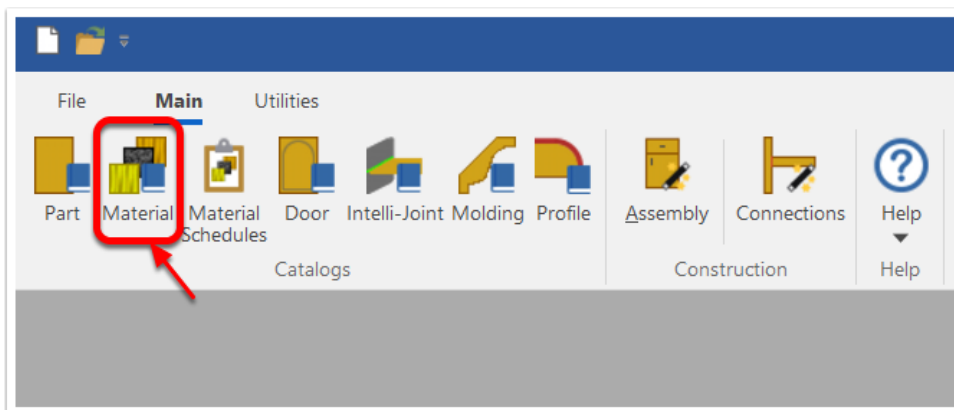 File Main Utilities
Part Material Material Schedules Door Intelli-Joint Molding Profile Assembly Connections Help
Catalogs Construction Help